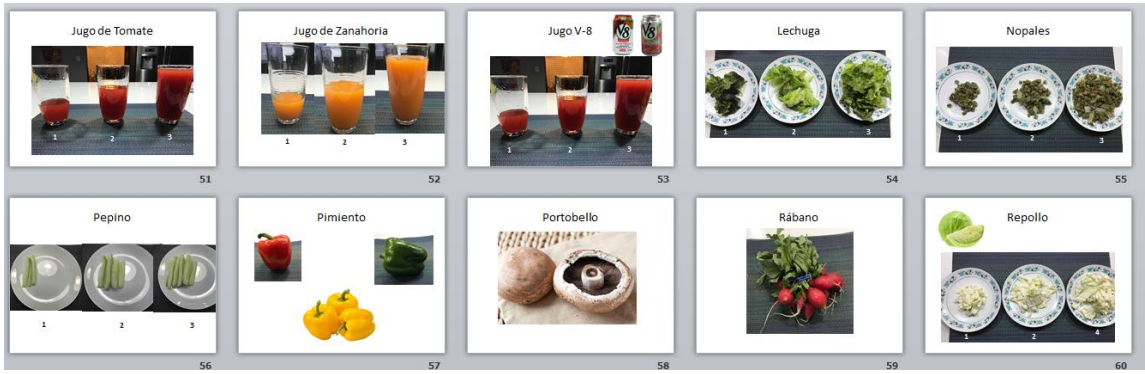 Jugo de Tomate
1 2 3
51
Jugo de Zanahoria
1 2 3
52
Jugo V-8
V8 V8
1 2 3
53
Lechuga
1 2 3
54
Nopales
1 2 3
55
Pepino
1 2 3
56
Pimiento
57
Portobello
58
Rábano
59
Repollo
1 2 4
60